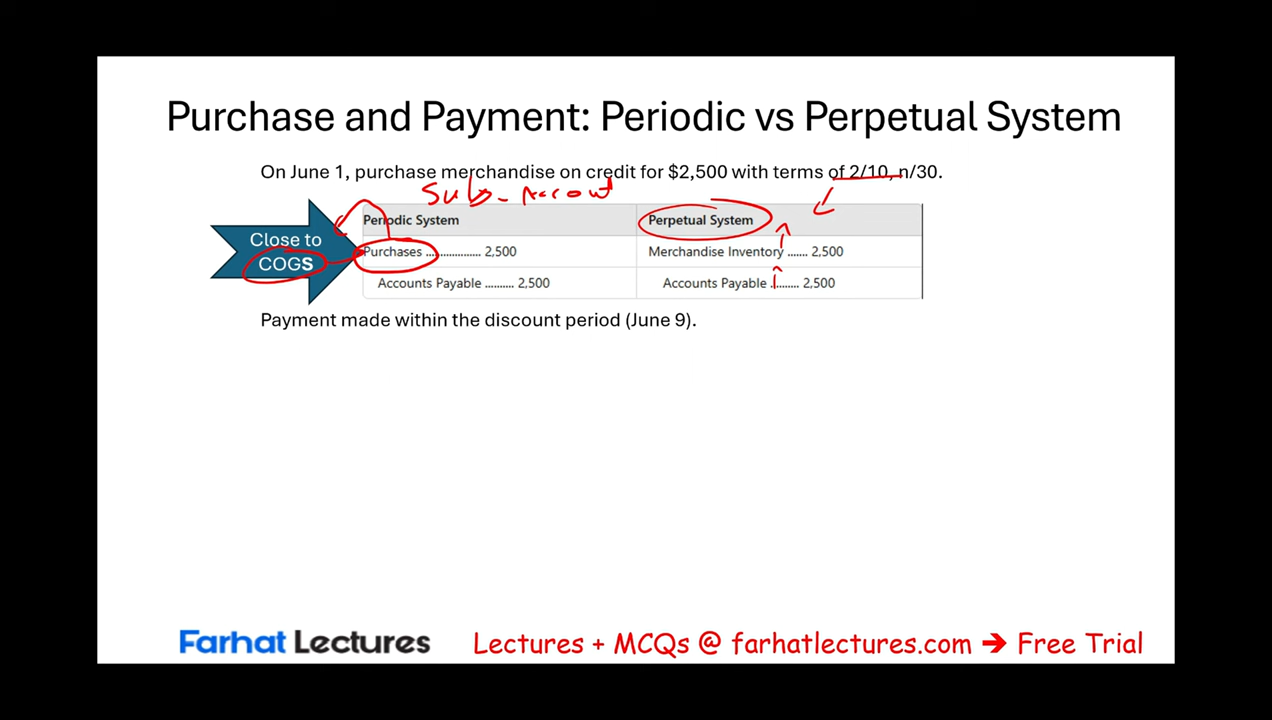 Purchase and Payment: Periodic vs Perpetual System
On June 1, purchase merchandise on credit for $2,500 with terms of 2/10, n/30.
Sub-Account
Periodic System Perpetual System
Close to COGS
Purchases ................ 2,500 Merchandise Inventory ....... 2,500
Accounts Payable .......... 2,500 Accounts Payable .......... 2,500
Payment made within the discount period (June 9).
Farhat Lectures Lectures + MCQs @ farhatlectures.com ➔ Free Trial